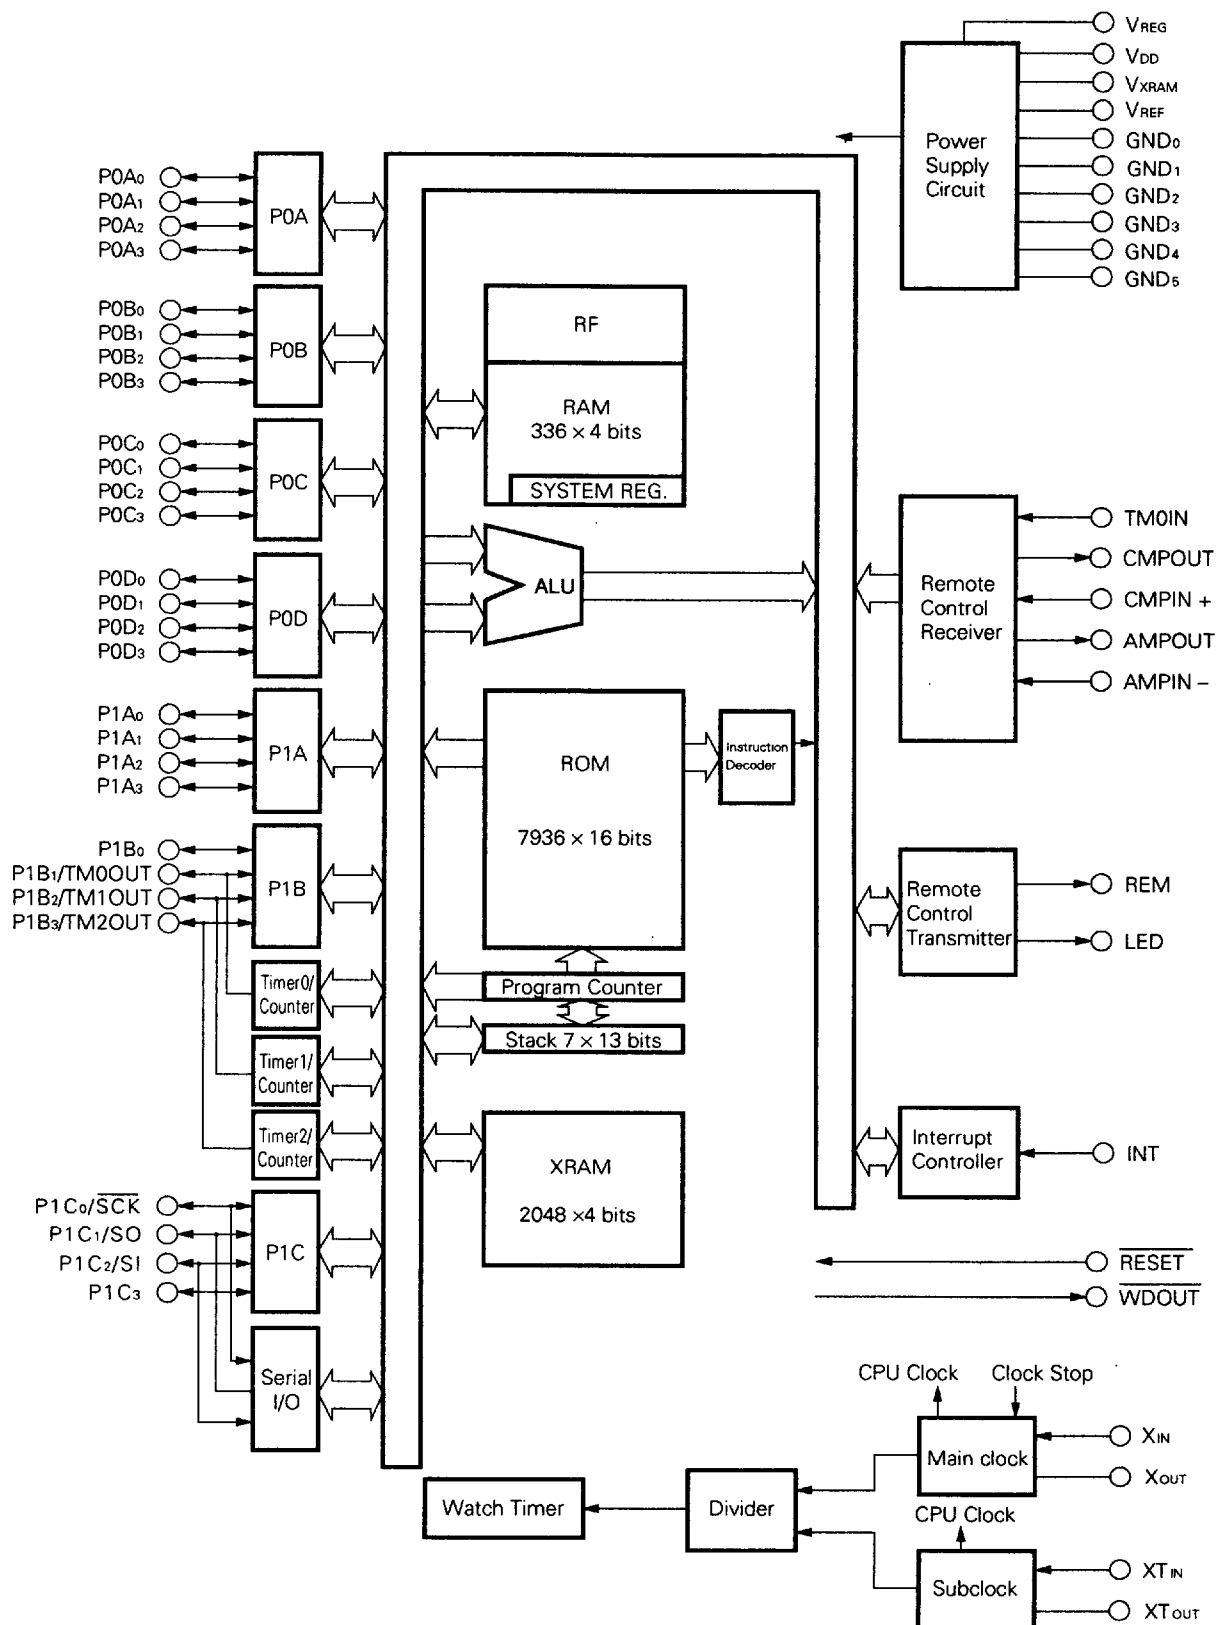 VREG
VDD
VXRAM
VREF
GND0
GND1
GND2
GND3
GND4
GND5
Power
Supply
Circuit
P0A0
P0A1
P0A2
P0A3
P0A
P0B0
P0B1
P0B2
P0B3
P0B
P0C0
P0C1
P0C2
P0C3
P0C
P0D0
P0D1
P0D2
P0D3
P0D
P1A0
P1A1
P1A2
P1A3
P1A
P1B0
P1B1/TM0OUT
P1B2/TM1OUT
P1B3/TM2OUT
P1B
Timer0/
Counter
Timer1/
Counter
Timer2/
Counter
P1C0/SCK
P1C1/SO
P1C2/SI
P1C3
P1C
Serial
I/O
RF
RAM
336 × 4 bits
SYSTEM REG.
ALU
ROM
7936 × 16 bits
Instruction
Decoder
Program Counter
Stack 7 × 13 bits
XRAM
2048 ×4 bits
Remote
Control
Receiver
TM0IN
CMPOUT
CMPIN +
AMPOUT
AMPIN –
Remote
Control
Transmitter
REM
LED
Interrupt
Controller
INT
RESET
WDOUT
CPU Clock
Clock Stop
Main clock
XIN
XOUT
Watch Timer
Divider
CPU Clock
Subclock
XTIN
XTOUT